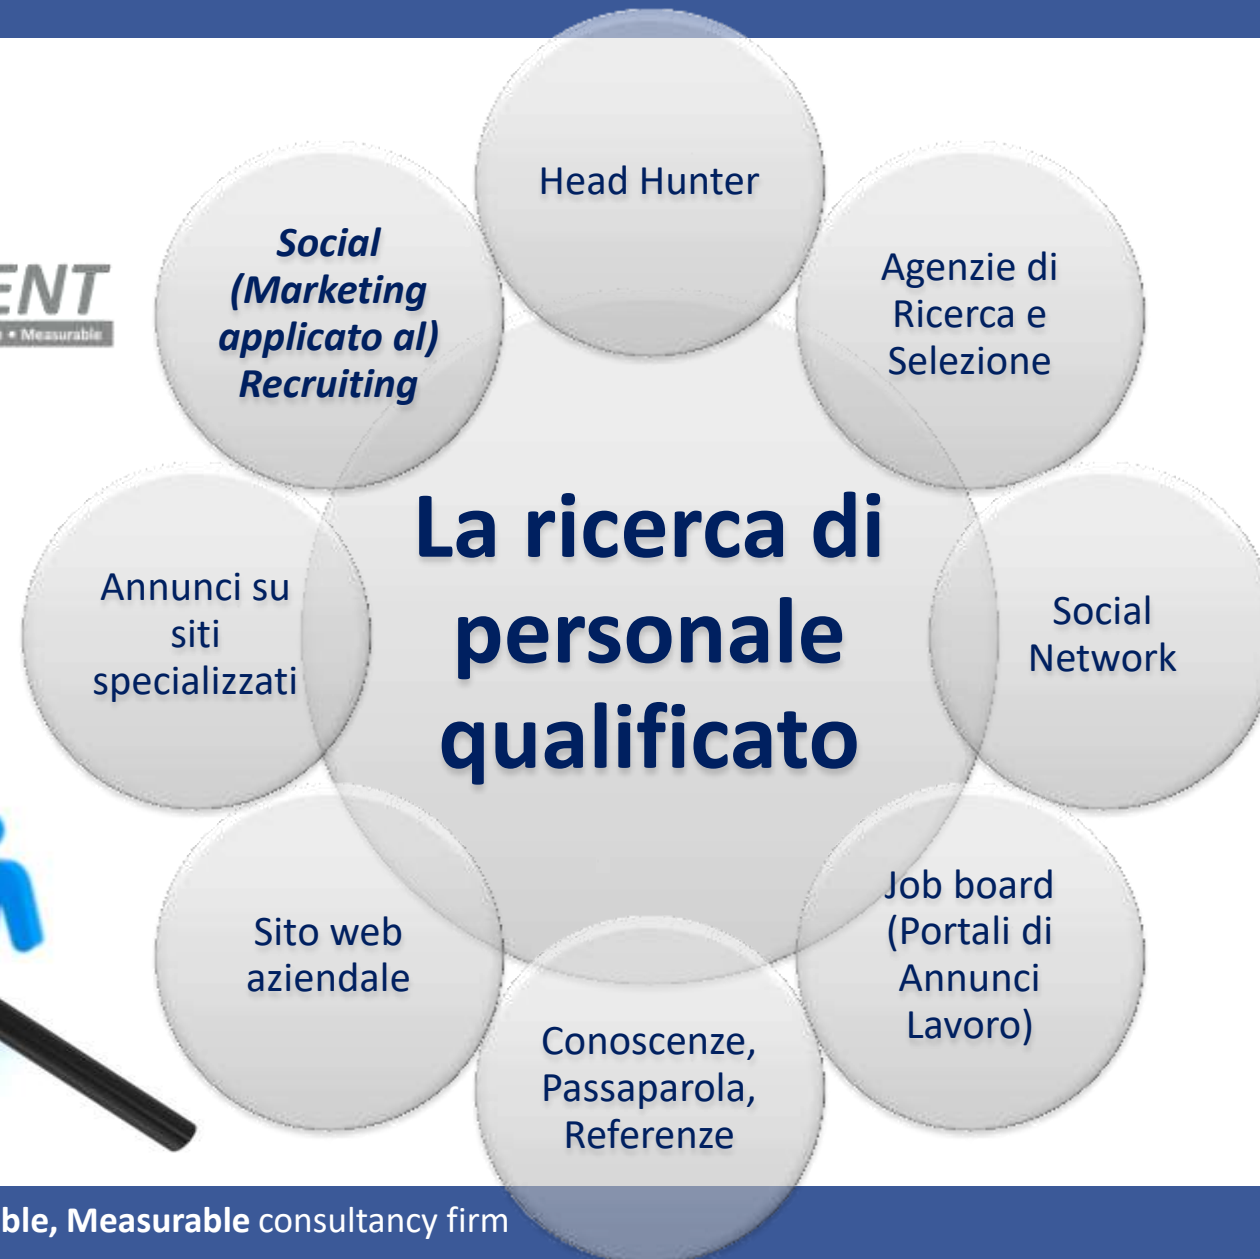 Head Hunter
Social
(Marketing
applicato al)
Recruiting
Agenzie di
Ricerca e
Selezione
ENT
• Measurable
La ricerca di
personale
qualificato
Annunci su
siti
specializzati
Social
Network
Sito web
aziendale
Job board
(Portali di
Annunci
Lavoro)
Conoscenze,
Passaparola,
Referenze
ble, Measurable consultancy firm